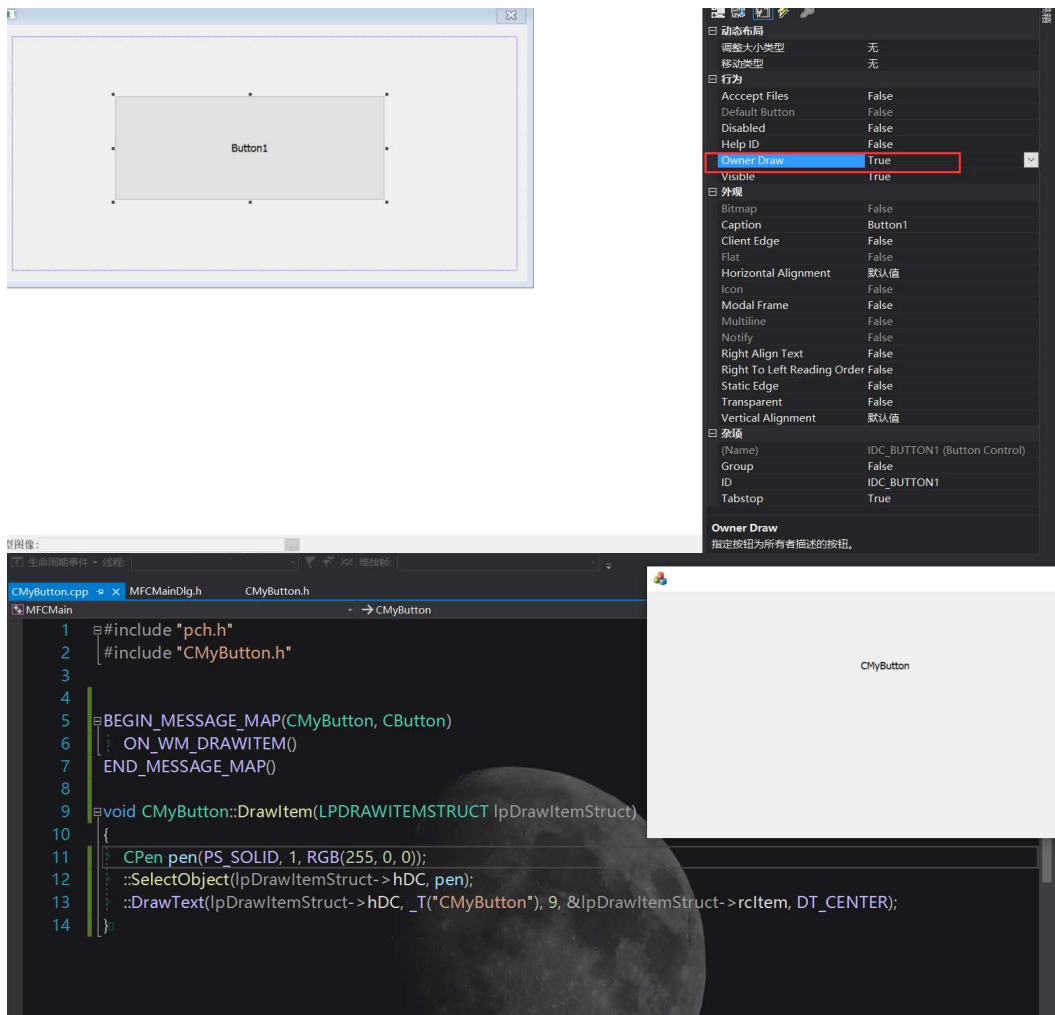 Button1
动态布局
调整大小类型 无
移动类型 无
行为
Acccept Files False
Default Button False
Disabled False
Help ID False
Owner Draw True
Visible True
外观
Bitmap False
Caption Button1
Client Edge False
Flat False
Horizontal Alignment 默认值
Icon False
Modal Frame False
Multiline False
Notify False
Right Align Text False
Right To Left Reading Order False
Static Edge False
Transparent False
Vertical Alignment 默认值
杂项
(Name) IDC_BUTTON1 (Button Control)
Group False
ID IDC_BUTTON1
Tabstop True
Owner Draw
指定按钮为所有者描述的按钮。
型图像:
...
生命周期事件 线程: 堆栈帧:
CMyButton.cpp MFCMainDlg.h CMyButton.h
MFCMain CMyButton
1 #include "pch.h"
2 #include "CMyButton.h"
3
4
5 BEGIN_MESSAGE_MAP(CMyButton, CButton)
6 ON_WM_DRAWITEM()
7 END_MESSAGE_MAP()
8
9 void CMyButton::DrawItem(LPDRAWITEMSTRUCT lpDrawItemStruct)
10 {
11 CPen pen(PS_SOLID, 1, RGB(255, 0, 0));
12 ::SelectObject(lpDrawItemStruct->hDC, pen);
13 ::DrawText(lpDrawItemStruct->hDC, _T("CMyButton"), 9, &lpDrawItemStruct->rcItem, DT_CENTER);
14 }
CMyButton